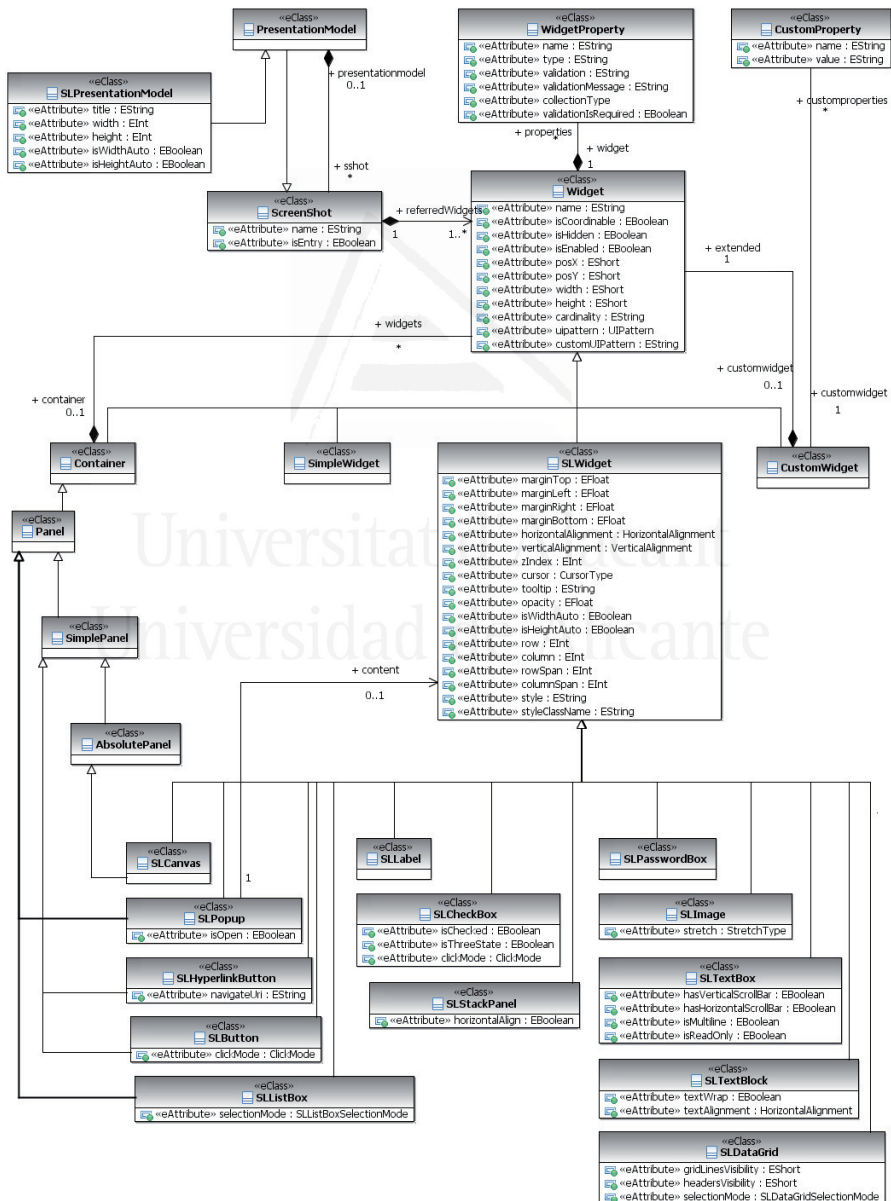 «eClass»
PresentationModel
«eClass»
WidgetProperty
«eAttribute» name : EString
«eAttribute» type : EString
«eAttribute» validation : EString
«eAttribute» validationMessage : EString
«eAttribute» collectionType
«eAttribute» validationIsRequired : EBoolean
«eClass»
CustomProperty
«eAttribute» name : EString
«eAttribute» value : EString
«eClass»
SLPresentationModel
«eAttribute» title : EString
«eAttribute» width : EInt
«eAttribute» height : EInt
«eAttribute» isWidthAuto : EBoolean
«eAttribute» isHeightAuto : EBoolean
+ presentationmodel
0..1
+ customproperties
*
+ properties
*
+ widget
1
+ sshot
*
«eClass»
ScreenShot
«eAttribute» name : EString
«eAttribute» isEntry : EBoolean
+ referredWidgets
1
1..*
«eClass»
Widget
«eAttribute» name : EString
«eAttribute» isCoordinable : EBoolean
«eAttribute» isHidden : EBoolean
«eAttribute» isEnabled : EBoolean
«eAttribute» posX : EShort
«eAttribute» posY : EShort
«eAttribute» width : EShort
«eAttribute» height : EShort
«eAttribute» cardinality : EString
«eAttribute» uipattern : UIPattern
«eAttribute» customUIPattern : EString
+ extended
1
+ widgets
*
+ customwidget
0..1
+ container
0..1
+ customwidget
1
«eClass»
Container
«eClass»
SimpleWidget
«eClass»
SLWidget
«eAttribute» marginTop : EFloat
«eAttribute» marginLeft : EFloat
«eAttribute» marginRight : EFloat
«eAttribute» marginBottom : EFloat
«eAttribute» horizontalAlignment : HorizontalAlignment
«eAttribute» verticalAlignment : VerticalAlignment
«eAttribute» zIndex : EInt
«eAttribute» cursor : CursorType
«eAttribute» tooltip : EString
«eAttribute» opacity : EFloat
«eAttribute» isWidthAuto : EBoolean
«eAttribute» isHeightAuto : EBoolean
«eAttribute» row : EInt
«eAttribute» column : EInt
«eAttribute» rowSpan : EInt
«eAttribute» columnSpan : EInt
«eAttribute» style : EString
«eAttribute» styleClassName : EString
«eClass»
CustomWidget
«eClass»
Panel
Universitat d'Alacant
Universidad de Alicante
«eClass»
SimplePanel
+ content
0..1
«eClass»
AbsolutePanel
«eClass»
SLCanvas
1
«eClass»
SLLabel
«eClass»
SLPasswordBox
«eClass»
SLPopup
«eAttribute» isOpen : EBoolean
«eClass»
SLCheckBox
«eAttribute» isChecked : EBoolean
«eAttribute» isThreeState : EBoolean
«eAttribute» clickMode : ClickMode
«eClass»
SLImage
«eAttribute» stretch : StretchType
«eClass»
SLHyperlinkButton
«eAttribute» navigateUri : EString
«eClass»
SLStackPanel
«eAttribute» horizontalAlign : EBoolean
«eClass»
SLTextBox
«eAttribute» hasVerticalScrollBar : EBoolean
«eAttribute» hasHorizontalScrollBar : EBoolean
«eAttribute» isMultiline : EBoolean
«eAttribute» isReadOnly : EBoolean
«eClass»
SLButton
«eAttribute» clickMode : ClickMode
«eClass»
SLListBox
«eAttribute» selectionMode : SLListBoxSelectionMode
«eClass»
SLTextBlock
«eAttribute» textWrap : EBoolean
«eAttribute» textAlignment : HorizontalAlignment
«eClass»
SLDataGrid
«eAttribute» gridLinesVisibility : EShort
«eAttribute» headersVisibility : EShort
«eAttribute» selectionMode : SLDataGridSelectionMode